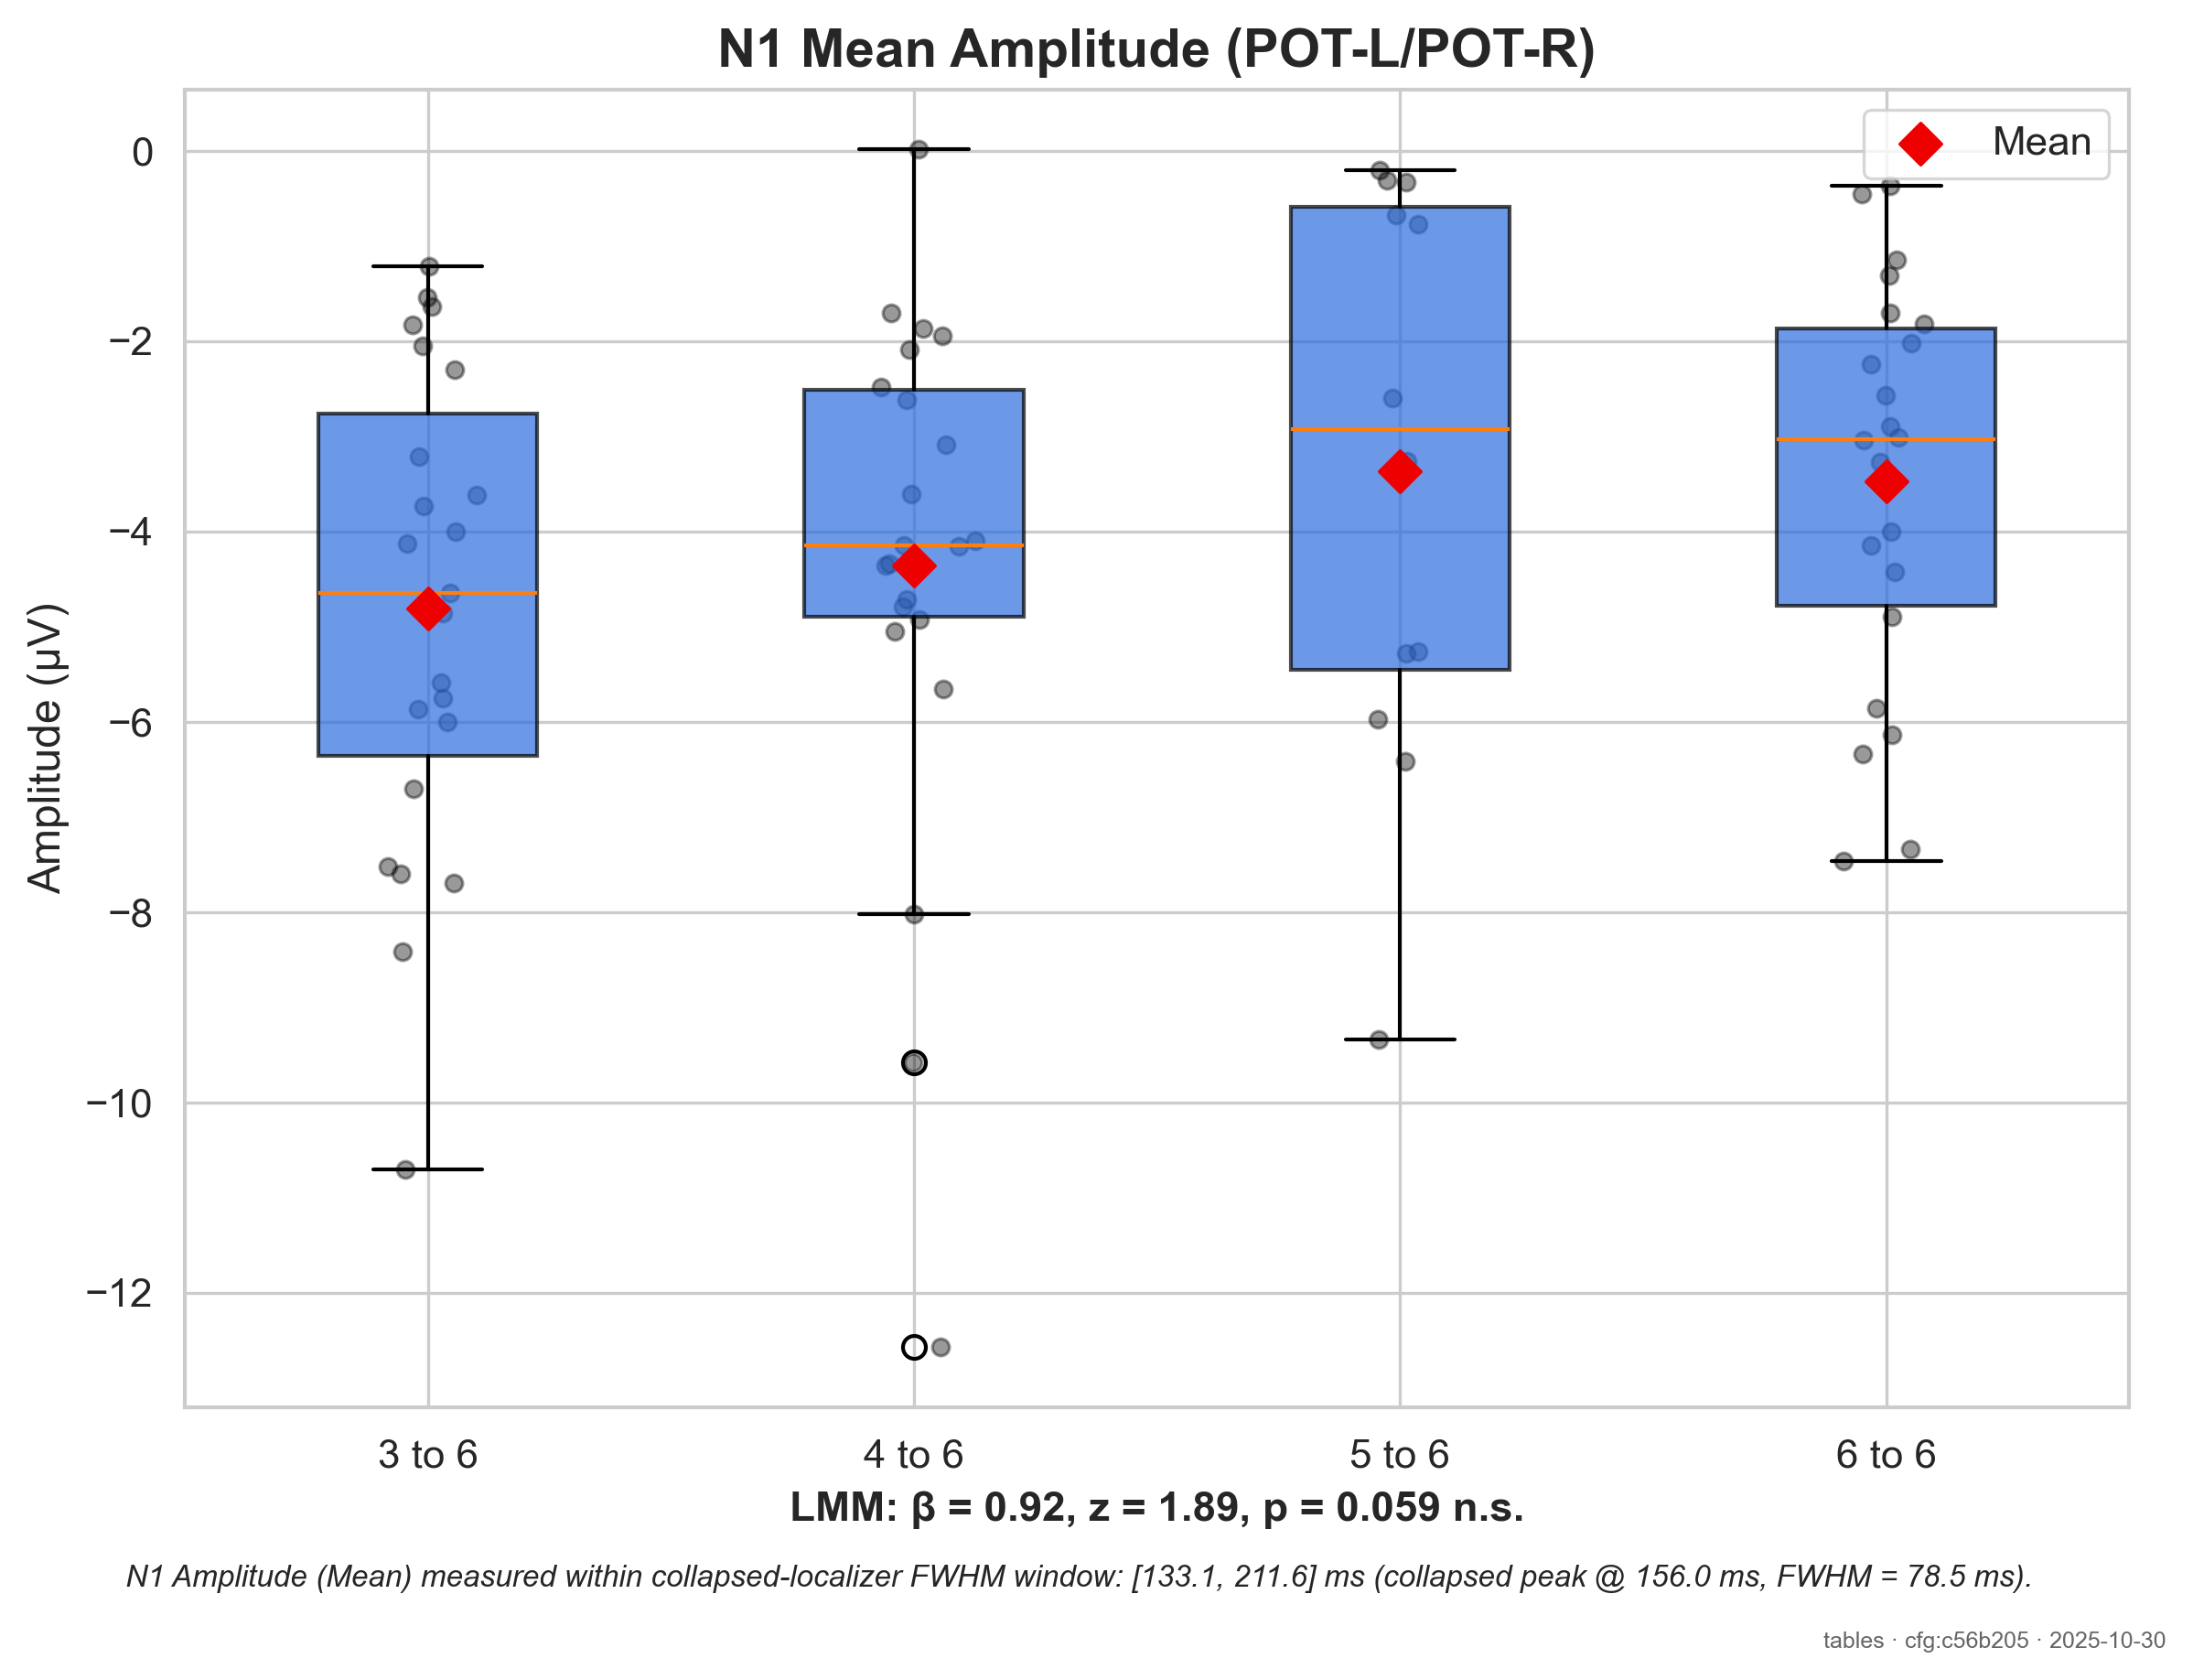 N1 Mean Amplitude (POT-L/POT-R)
Mean
Amplitude (µV)
0
−2
−4
−6
−8
−10
−12
3 to 6
4 to 6
5 to 6
6 to 6
LMM: β = 0.92, z = 1.89, p = 0.059 n.s.
N1 Amplitude (Mean) measured within collapsed-localizer FWHM window: [133.1, 211.6] ms (collapsed peak @ 156.0 ms, FWHM = 78.5 ms).
tables · cfg:c56b205 · 2025-10-30